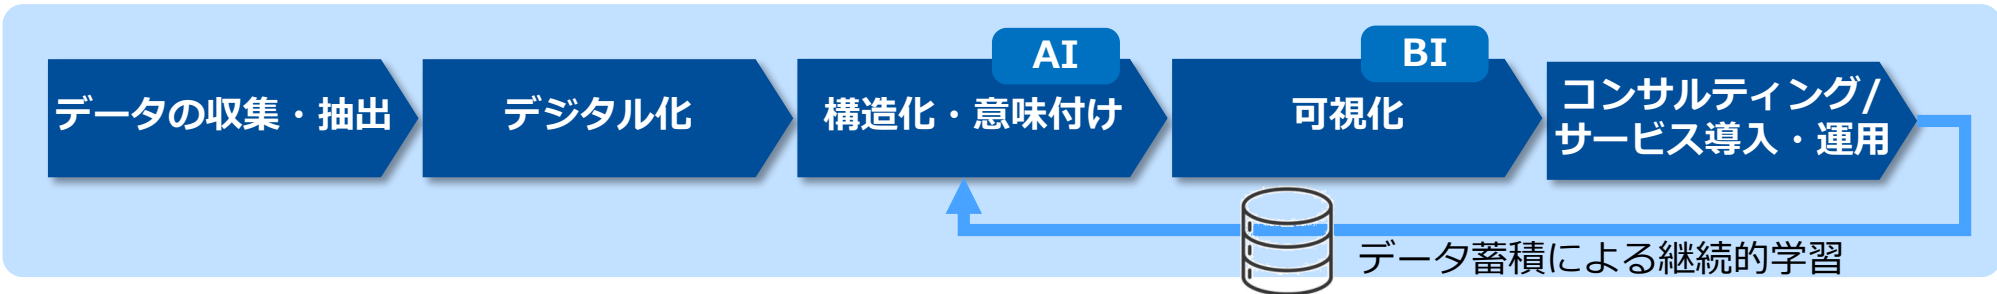 AI
BI
データの収集・抽出
デジタル化
構造化・意味付け
可視化
コンサルティング/
サービス導入・運用
データ蓄積による継続的学習